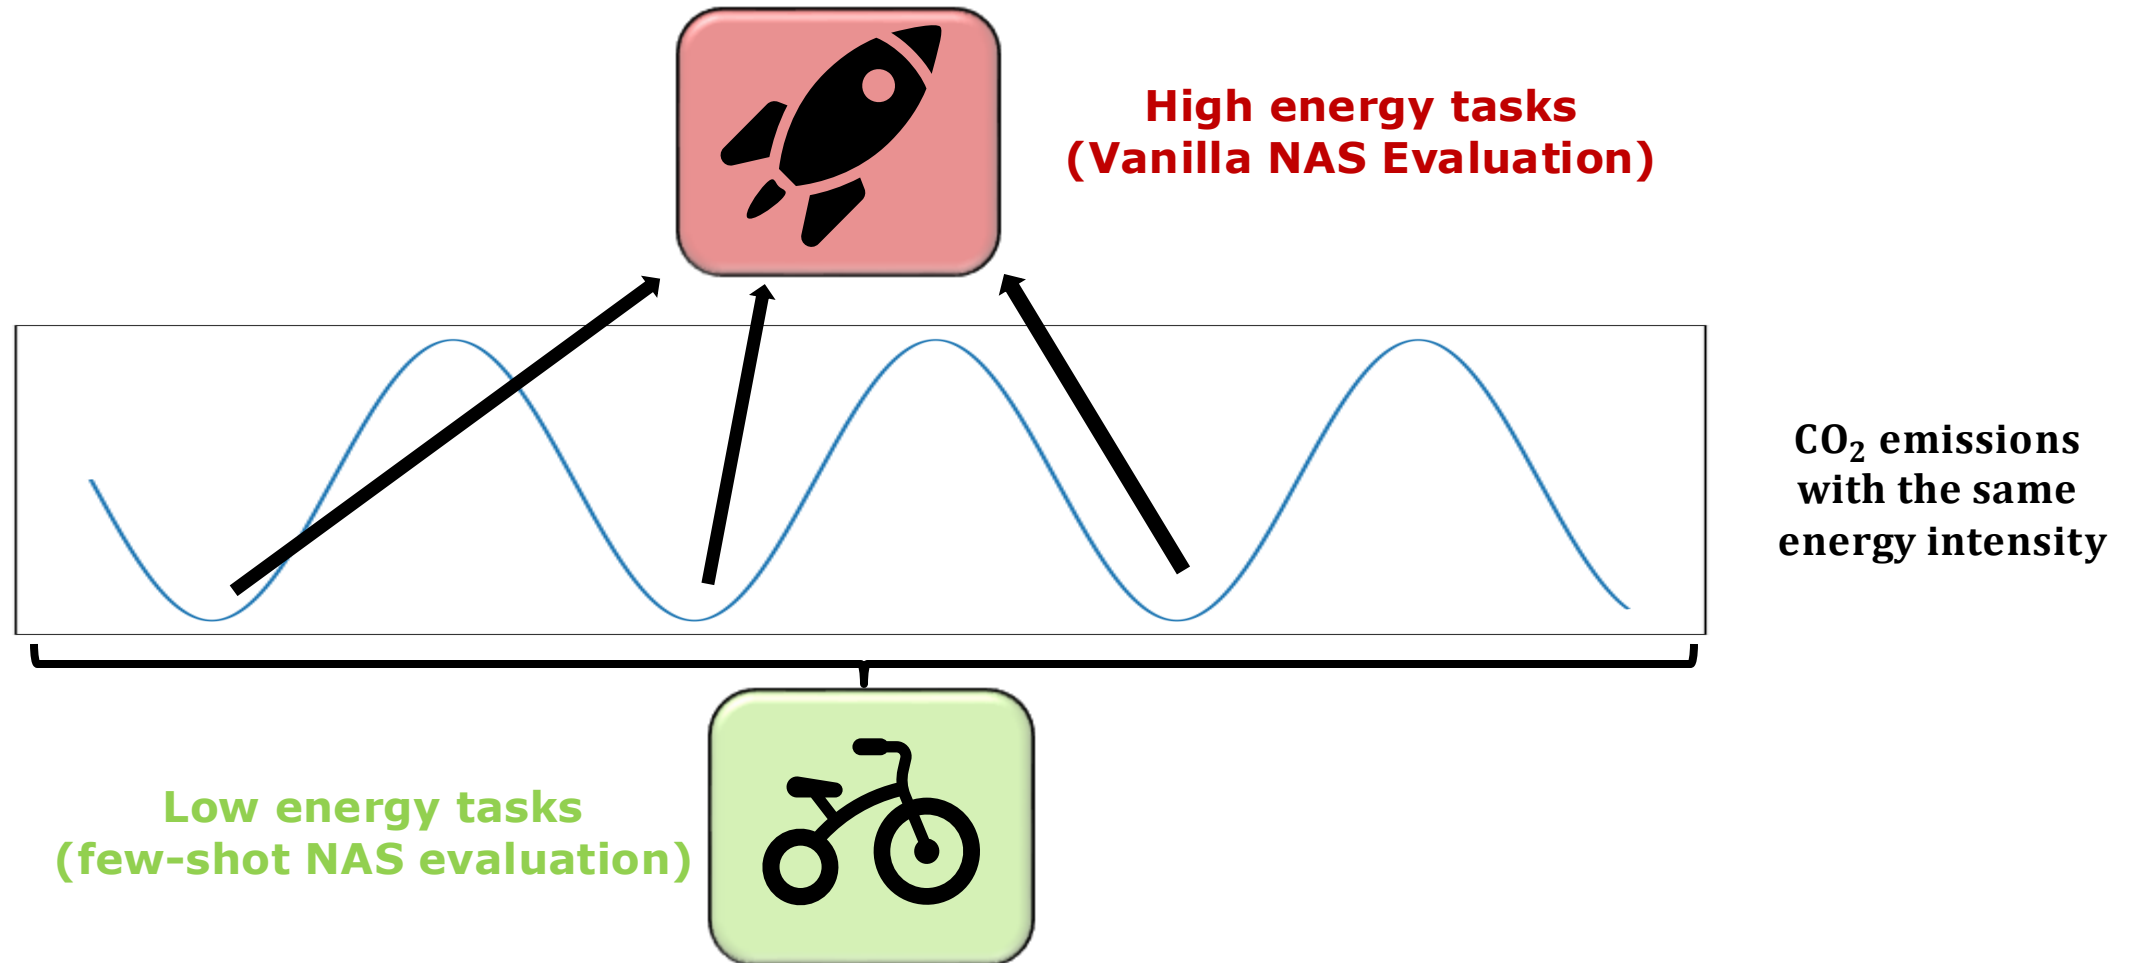 High energy tasks
(Vanilla NAS Evaluation)
CO₂ emissions
with the same
energy intensity
Low energy tasks
(few-shot NAS evaluation)